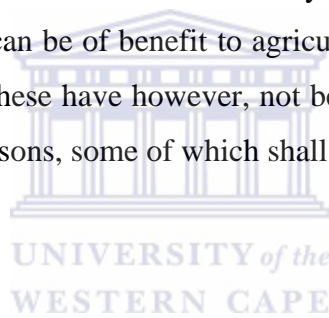 can be of benefit to agricu
hese have however, not be
sons, some of which shall
UNIVERSITY of the
WESTERN CAPE